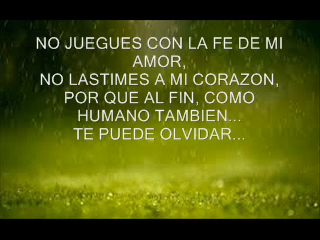 NO JUEGUES CON LA FE DE MI
AMOR,
NO LASTIMES A MI CORAZON,
POR QUE AL FIN, COMO
HUMANO TAMBIEN...
TE PUEDE OLVIDAR...